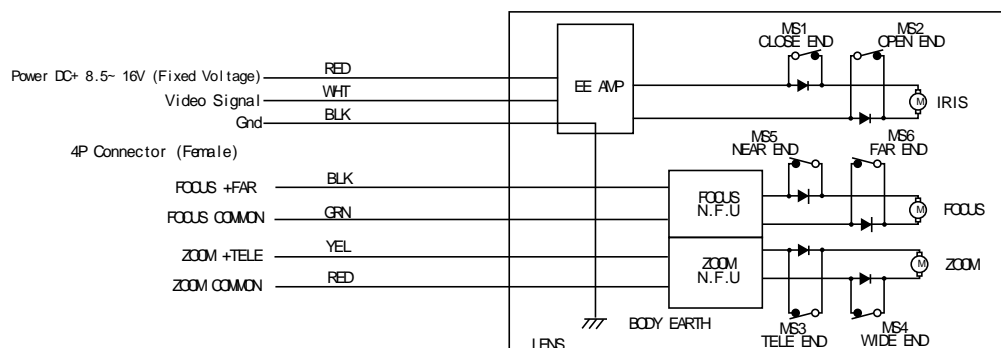 MS1
CLOSE END
MS2
OPEN END
Power DC+ 8.5~ 16V (Fixed Voltage)
RED
EE AMP
Video Signal
WHT
M
IRIS
Gnd
BLK
4P Connector (Female)
MS5
NEAR END
MS6
FAR END
FOCUS +FAR
BLK
FOCUS
N.F.U
M
FOCUS
FOCUS COMMON
GRN
ZOOM +TELE
YEL
ZOOM
N.F.U
M
ZOOM
ZOOM COMMON
RED
BODY EARTH
MS3
TELE END
MS4
WIDE END
LENS